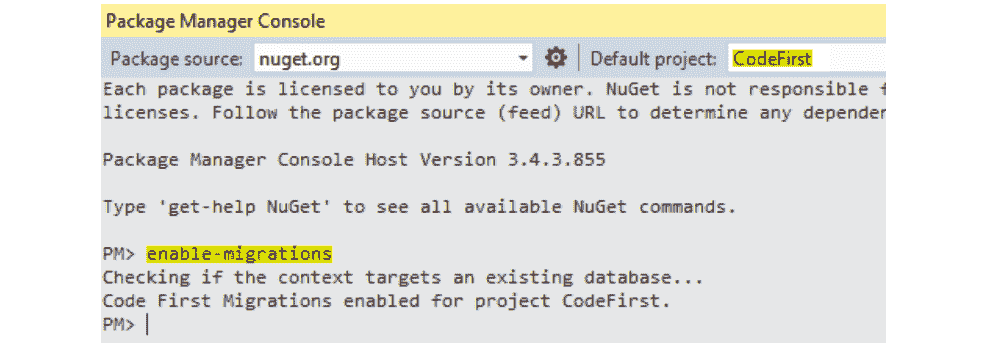 Package Manager Console
Package source: nuget.org Default project: CodeFirst
Each package is licensed to you by its owner. NuGet is not responsible
licenses. Follow the package source (feed) URL to determine any
Package Manager Console Host Version 3.4.3.855
Type 'get-help NuGet' to see all available NuGet commands.
PM> enable-migrations
Checking if the context targets an existing database...
Code First Migrations enabled for project CodeFirst.
PM>